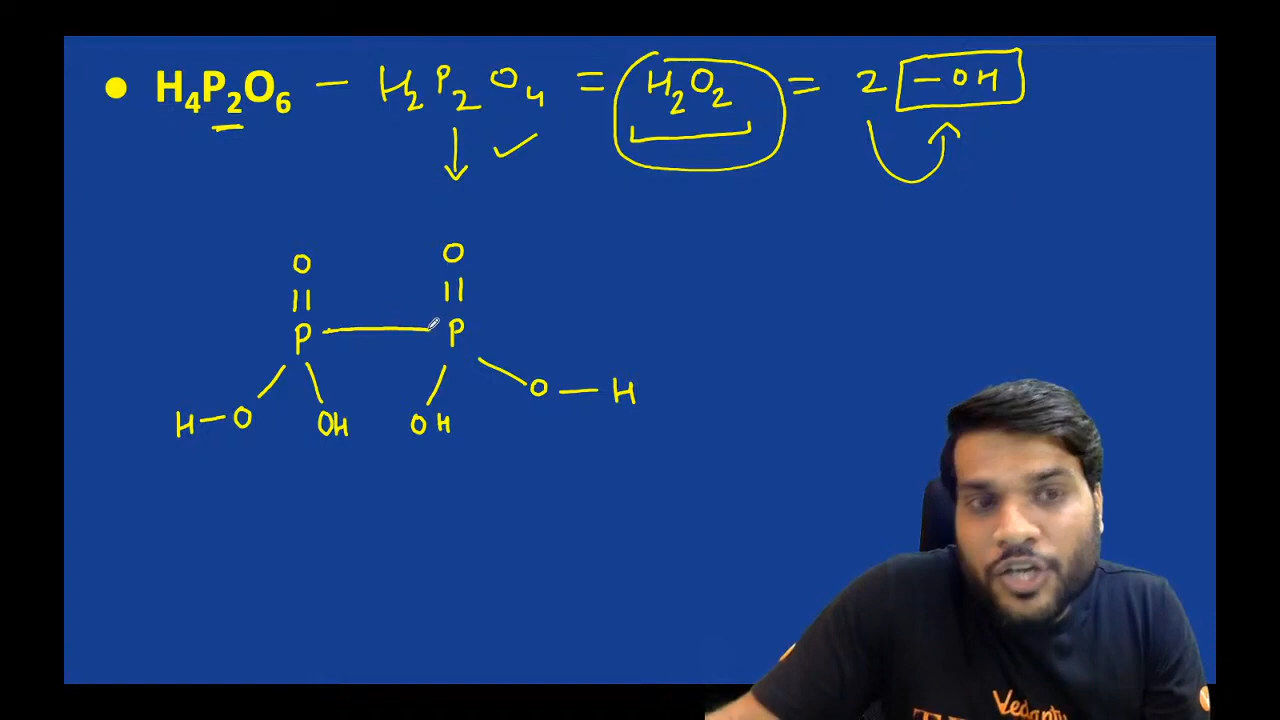 • H₄P₂O₆ – H₂P₂O₄ = H₂O₂ = 2 –OH
O O
|| ||
P — P
H–O OH OH O–H
Vedantu